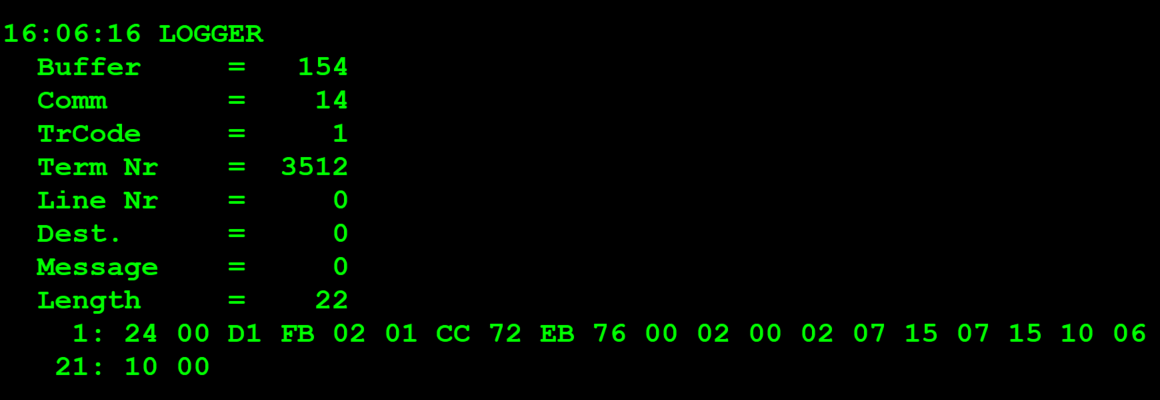 16:06:16 LOGGER
Buffer = 154
Comm = 14
TrCode = 1
Term Nr = 3512
Line Nr = 0
Dest. = 0
Message = 0
Length = 22
1: 24 00 D1 FB 02 01 CC 72 EB 76 00 02 00 02 07 15 07 15 10 06
21: 10 00